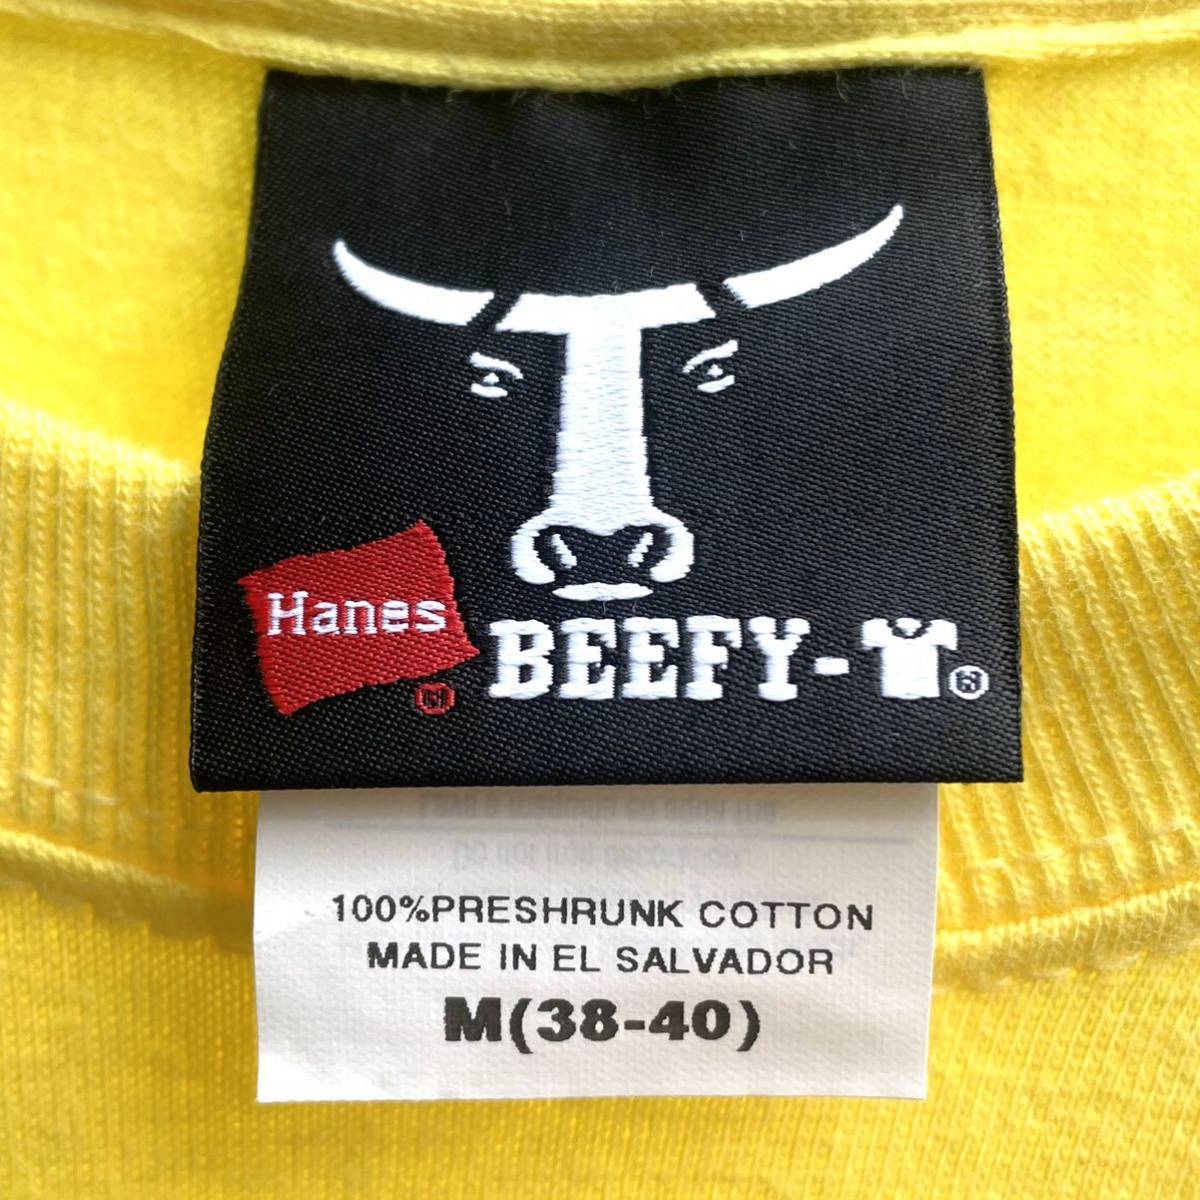 Hanes®
BEEFY-®
100%PRESHRUNK COTTON
MADE IN EL SALVADOR
M(38-40)